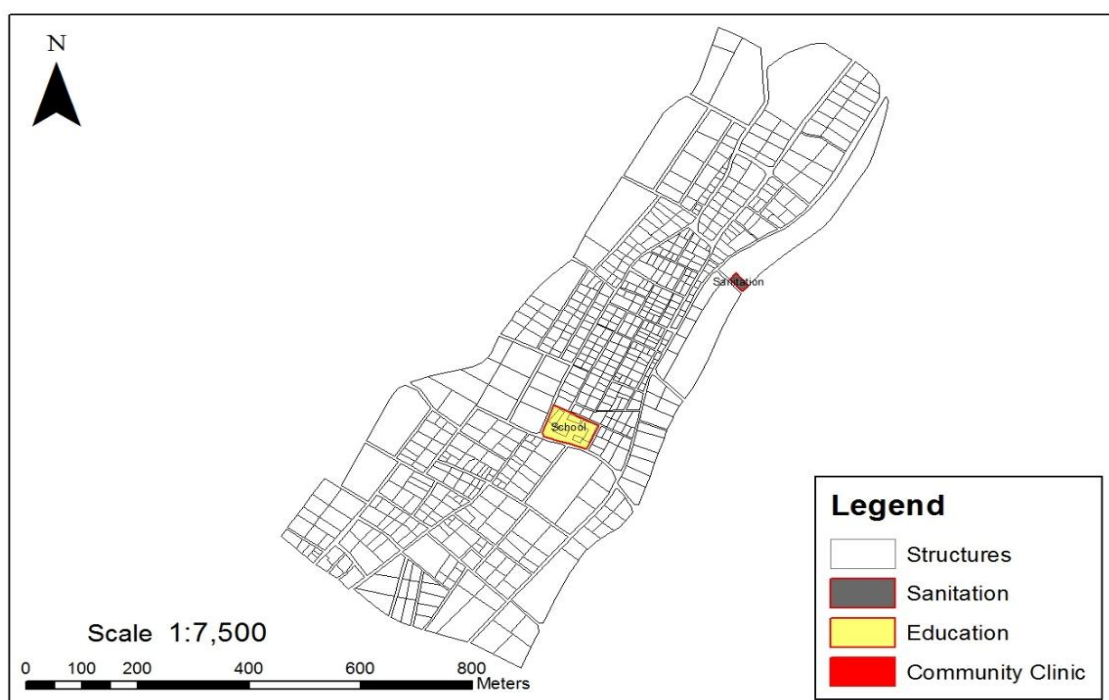 N
Sanitation
School
Legend
Structures
Sanitation
Education
Community Clinic
Scale 1:7,500
0 100 200 400 600 800
Meters